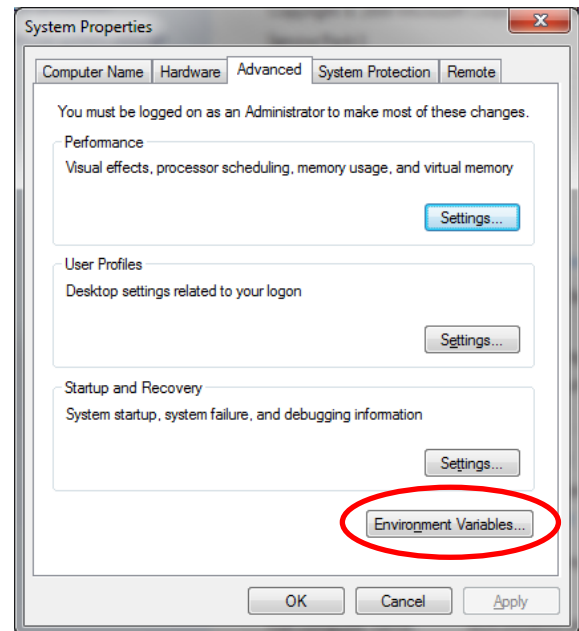 System Properties
Computer Name Hardware Advanced System Protection Remote
You must be logged on as an Administrator to make most of these changes.
Performance
Visual effects, processor scheduling, memory usage, and virtual memory
Settings...
User Profiles
Desktop settings related to your logon
Settings...
Startup and Recovery
System startup, system failure, and debugging information
Settings...
Environment Variables...
OK Cancel Apply